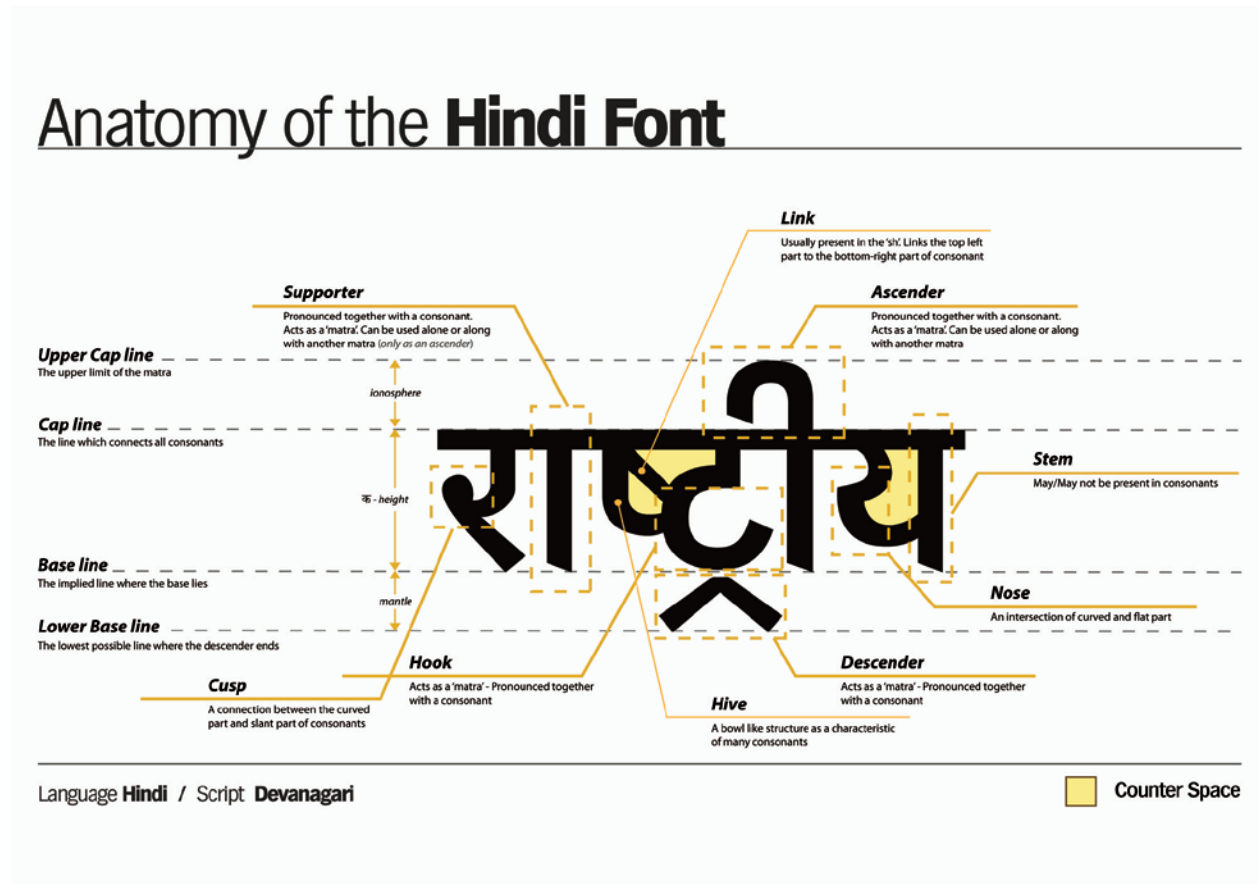 Anatomy of the Hindi Font
Link
Usually present in the 'sh'. Links the top left
part to the bottom-right part of consonant
Supporter
Pronounced together with a consonant.
Acts as a 'matra'. Can be used alone or along
with another matra (only as an ascender)
Ascender
Pronounced together with a consonant.
Acts as a 'matra'. Can be used alone or along
with another matra
Upper Cap line
The upper limit of the matra
ionosphere
Cap line
The line which connects all consonants
राष्ट्रीय
Stem
May/May not be present in consonants
क - height
Base line
The implied line where the base lies
mantle
Nose
An intersection of curved and flat part
Lower Base line
The lowest possible line where the descender ends
Cusp
A connection between the curved
part and slant part of consonants
Hook
Acts as a 'matra' - Pronounced together
with a consonant
Hive
A bowl like structure as a characteristic
of many consonants
Descender
Acts as a 'matra' - Pronounced together
with a consonant
Language Hindi / Script Devanagari
Counter Space